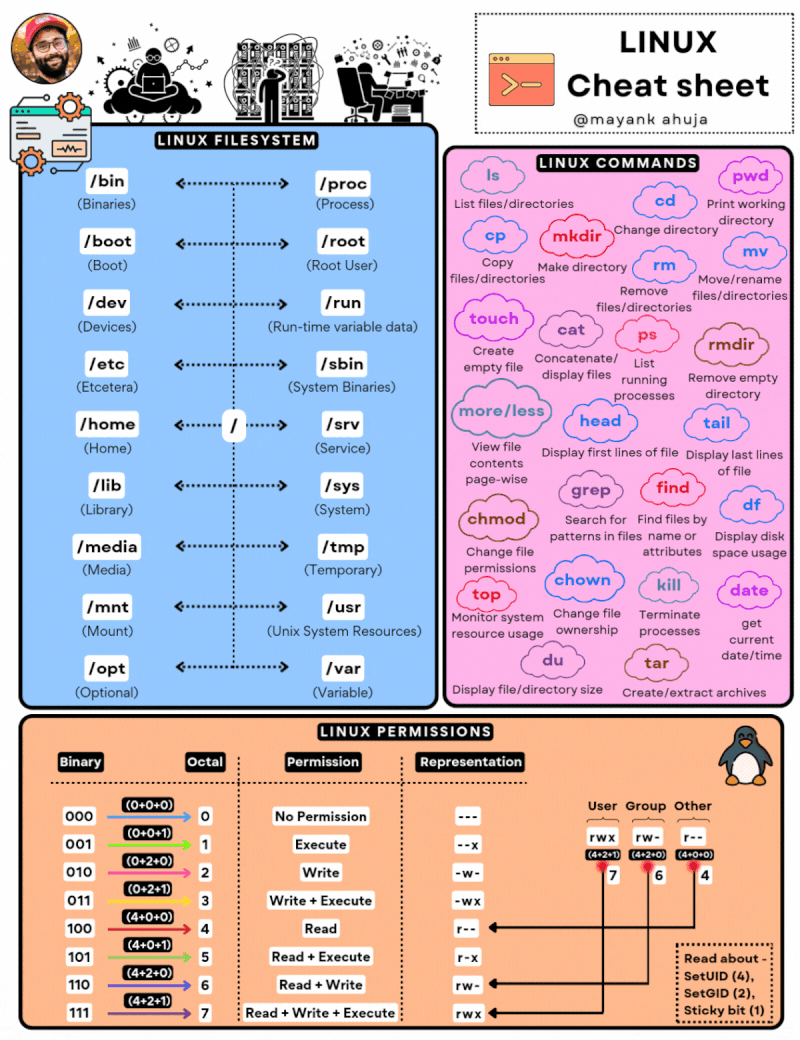 LINUX
Cheat sheet
@mayank ahuja
LINUX FILESYSTEM
/bin
(Binaries)
/proc
(Process)
/boot
(Boot)
/root
(Root User)
/dev
(Devices)
/run
(Run-time variable data)
/etc
(Etcetera)
/sbin
(System Binaries)
/home
(Home)
/
/srv
(Service)
/lib
(Library)
/sys
(System)
/media
(Media)
/tmp
(Temporary)
/mnt
(Mount)
/usr
(Unix System Resources)
/opt
(Optional)
/var
(Variable)
LINUX COMMANDS
ls
List files/directories
cd
Change directory
pwd
Print working
directory
cp
Copy
files/directories
mkdir
Make directory
rm
Remove
files/directories
mv
Move/rename
files/directories
touch
Create
empty file
cat
Concatenate/
display files
ps
List
running
processes
rmdir
Remove empty
directory
more/less
View file
contents
page-wise
head
Display first lines of file
tail
Display last lines
of file
chmod
Change file
permissions
grep
Search for
patterns in files
find
Find files by
name or
attributes
df
Display disk
space usage
top
Monitor system
resource usage
chown
Change file
ownership
kill
Terminate
processes
date
get
current
date/time
du
Display file/directory size
tar
Create/extract archives
LINUX PERMISSIONS
Binary Octal Permission Representation
000 (0+0+0) 0 No Permission ---
001 (0+0+1) 1 Execute --x
010 (0+2+0) 2 Write -w-
011 (0+2+1) 3 Write + Execute -wx
100 (4+0+0) 4 Read r--
101 (4+0+1) 5 Read + Execute r-x
110 (4+2+0) 6 Read + Write rw-
111 (4+2+1) 7 Read + Write + Execute rwx
User Group Other
rwx rw- r--
(4+2+1) (4+2+0) (4+0+0)
7 6 4
Read about -
SetUID (4),
SetGID (2),
Sticky bit (1)